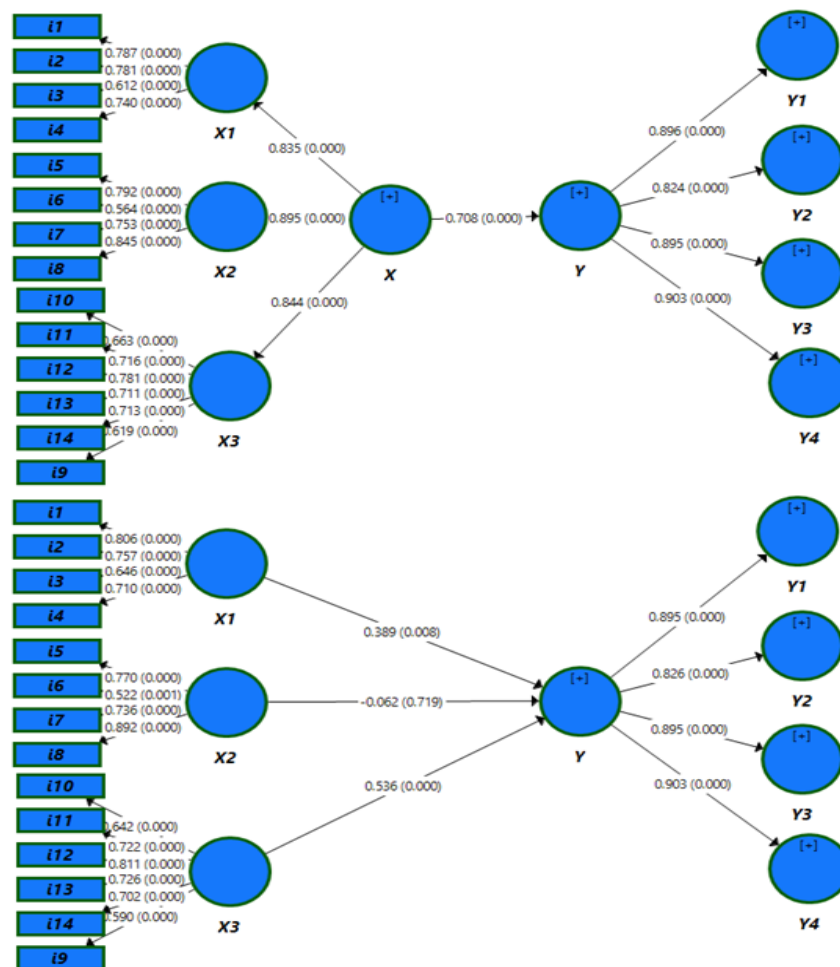 i1
0.787 (0.000)
i2
0.781 (0.000)
i3
0.612 (0.000)
0.740 (0.000)
i4
X1
0.835 (0.000)
i5
0.792 (0.000)
i6
0.564 (0.000)
0.753 (0.000)
i7
0.845 (0.000)
i8
X2
0.895 (0.000)
[+]
X
0.708 (0.000)
[+]
Y
0.844 (0.000)
i10
0.663 (0.000)
i11
0.716 (0.000)
i12
0.781 (0.000)
0.711 (0.000)
i13
0.713 (0.000)
i14
0.619 (0.000)
i9
X3
[+]
Y1
0.896 (0.000)
[+]
Y2
0.824 (0.000)
[+]
Y3
0.895 (0.000)
0.903 (0.000)
[+]
Y4
i1
0.806 (0.000)
i2
0.757 (0.000)
i3
0.646 (0.000)
0.710 (0.000)
i4
X1
0.389 (0.008)
i5
0.770 (0.000)
i6
0.522 (0.001)
0.736 (0.000)
i7
0.892 (0.000)
i8
X2
-0.062 (0.719)
[+]
Y
i10
0.642 (0.000)
i11
0.722 (0.000)
i12
0.811 (0.000)
0.726 (0.000)
i13
0.702 (0.000)
i14
0.590 (0.000)
i9
X3
0.536 (0.000)
[+]
Y1
0.895 (0.000)
[+]
Y2
0.826 (0.000)
[+]
Y3
0.895 (0.000)
0.903 (0.000)
[+]
Y4